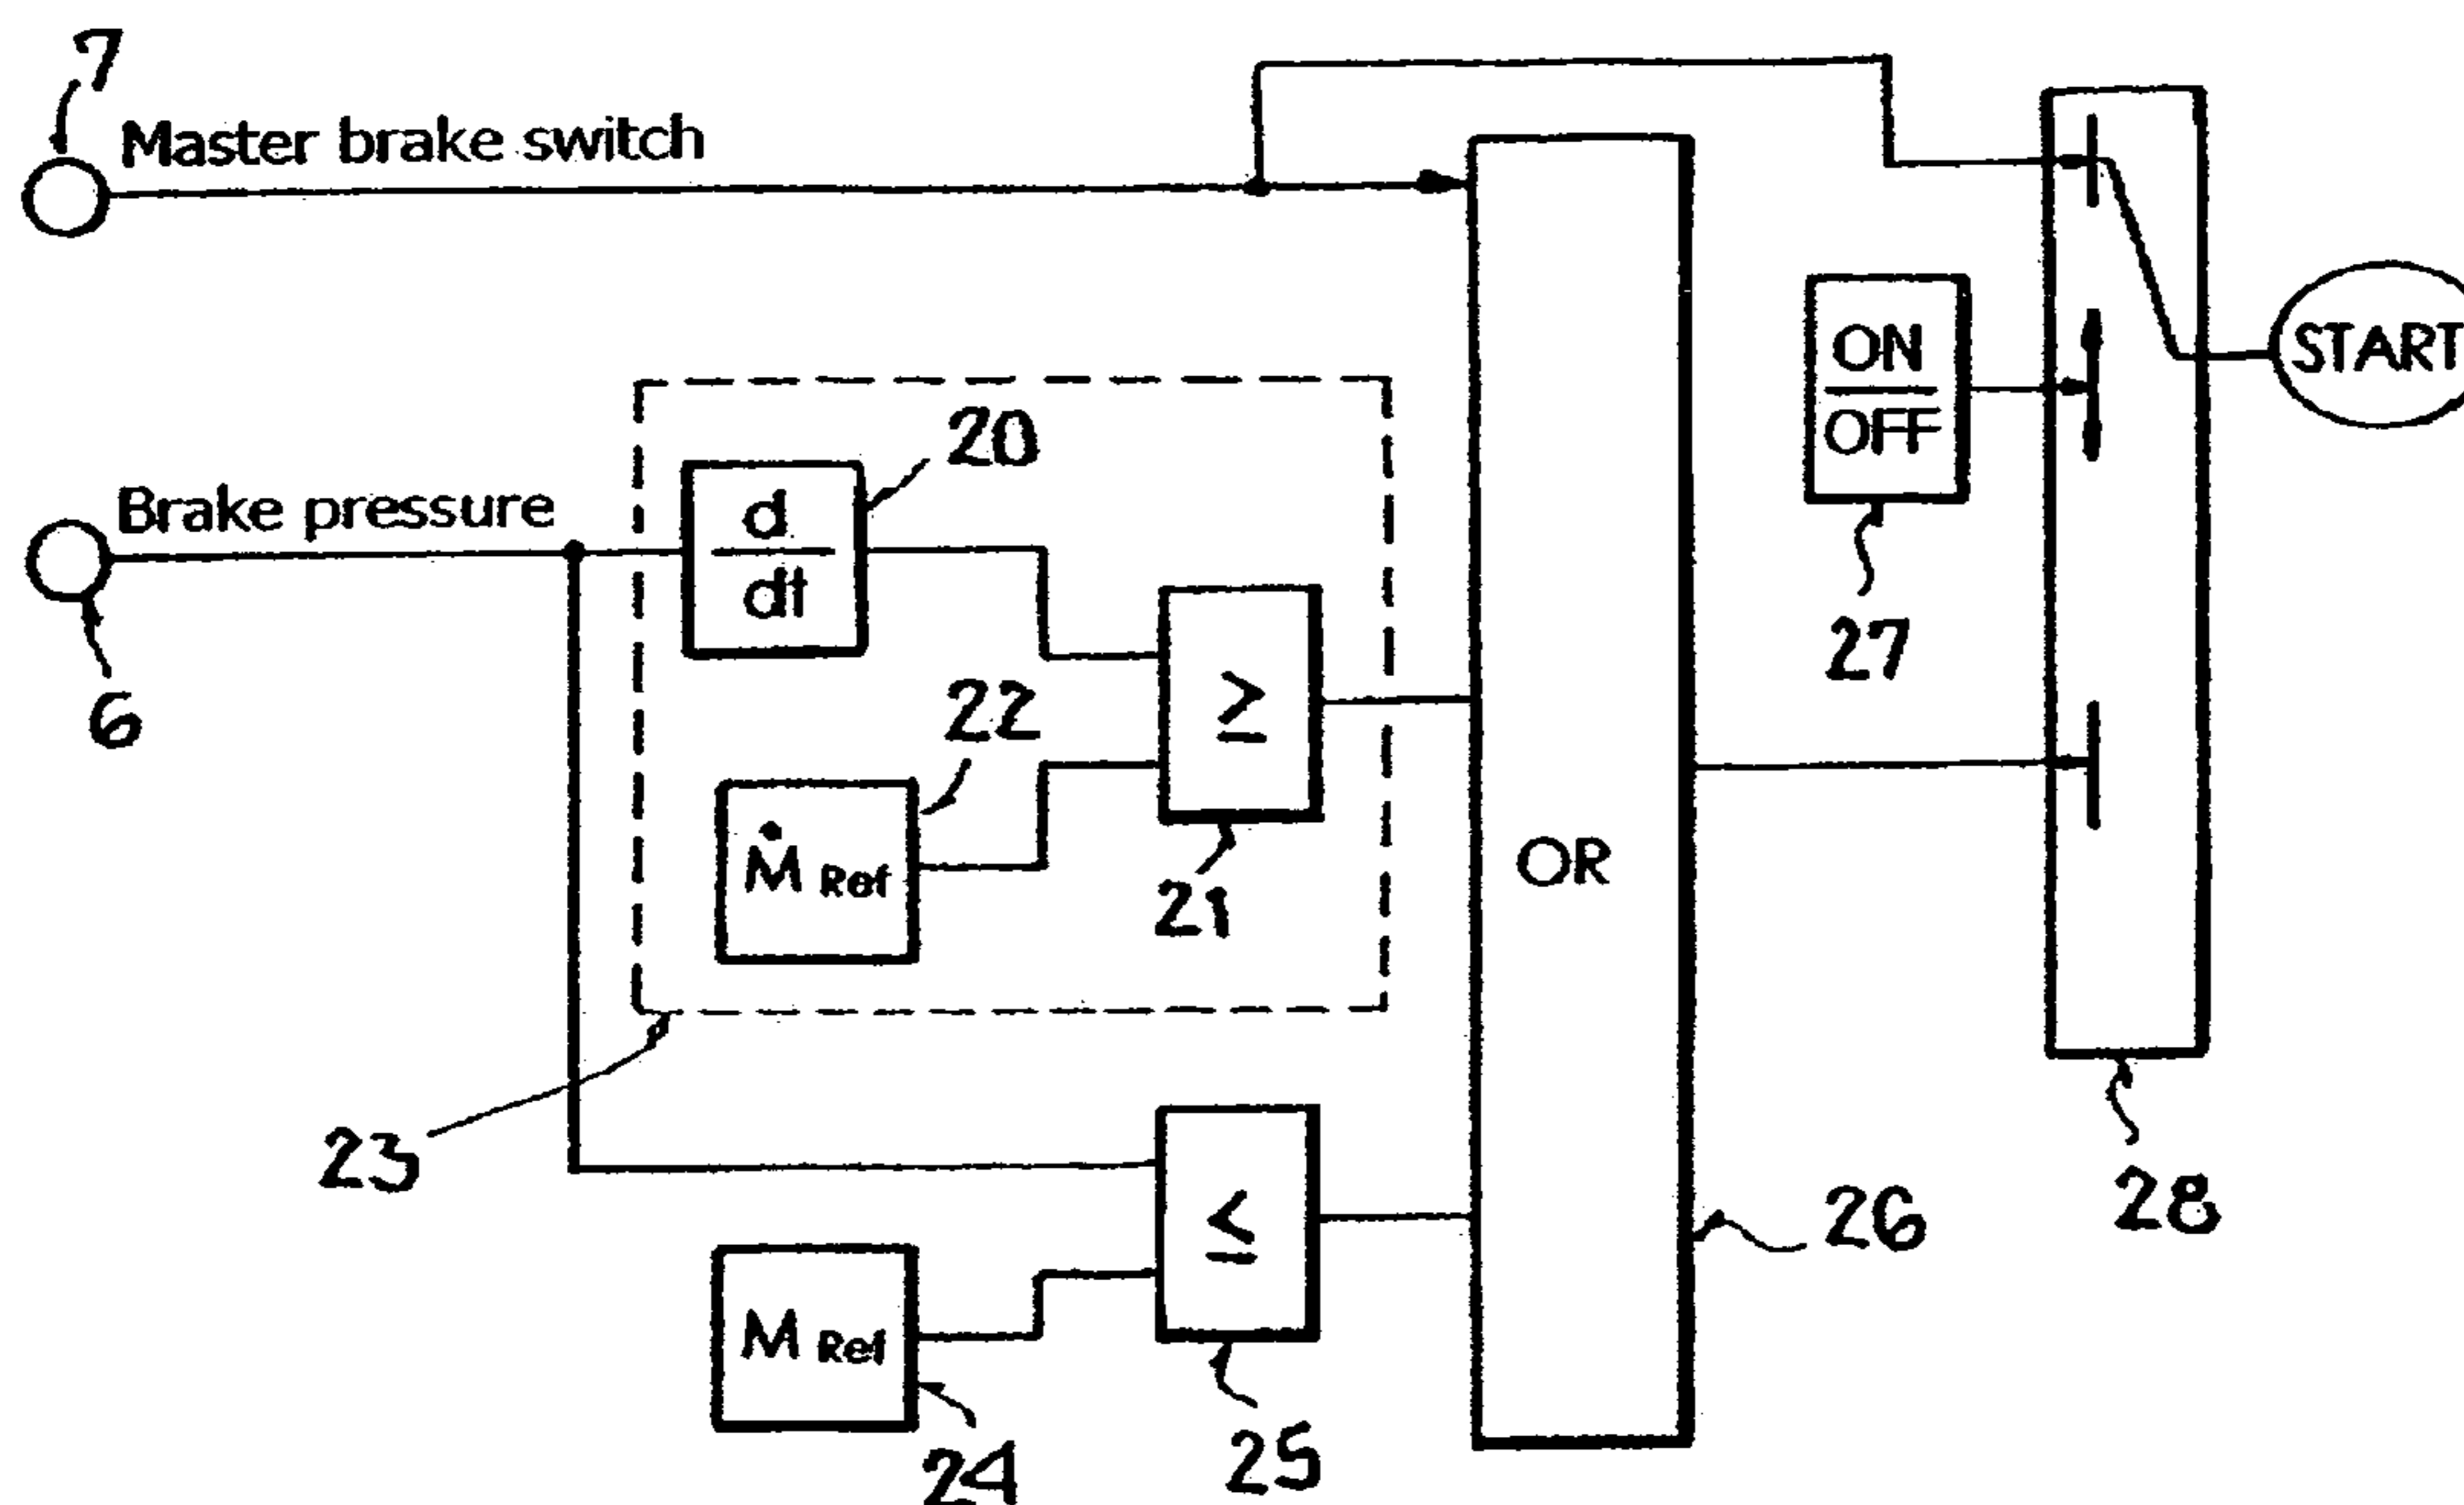 7
Master brake switch
ON
OFF
START
20
Brake pressure
d
dt
27
6
22
≥
Ṁ Ref
OR
21
23
≤
26
28
M Ref
24
25